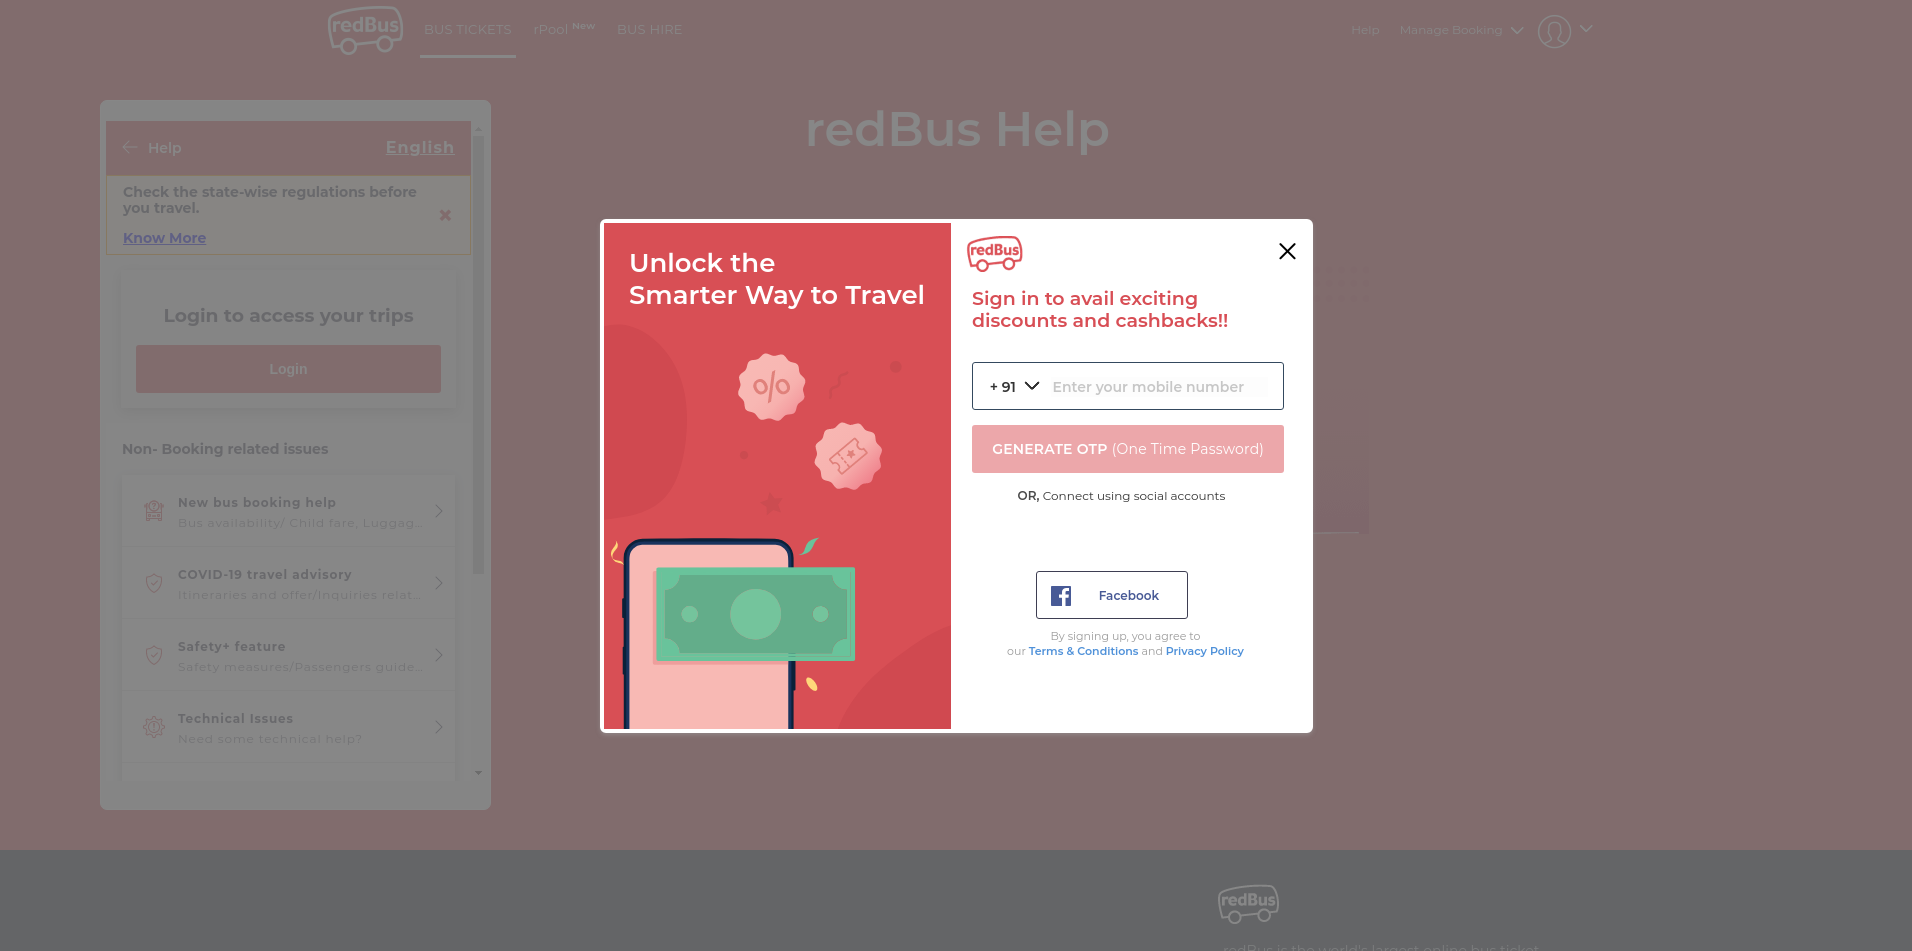 redBus
BUS TICKETS
rPool New
BUS HIRE
Help
Manage Booking
redBus Help
Help
English
Check the state-wise regulations before
you travel.
Know More
Login to access your trips
Login
Non- Booking related issues
New bus booking help
Bus availability/ Child fare, Luggag...
COVID-19 travel advisory
Itineraries and offer/Inquiries relat...
Safety+ feature
Safety measures/Passengers guide...
Technical Issues
Need some technical help?
Unlock the
Smarter Way to Travel
%
redBus
Sign in to avail exciting
discounts and cashbacks!!
+ 91
Enter your mobile number
GENERATE OTP (One Time Password)
OR, Connect using social accounts
Facebook
By signing up, you agree to
our Terms & Conditions and Privacy Policy
redBus
redBus is the world's largest online bus ticket